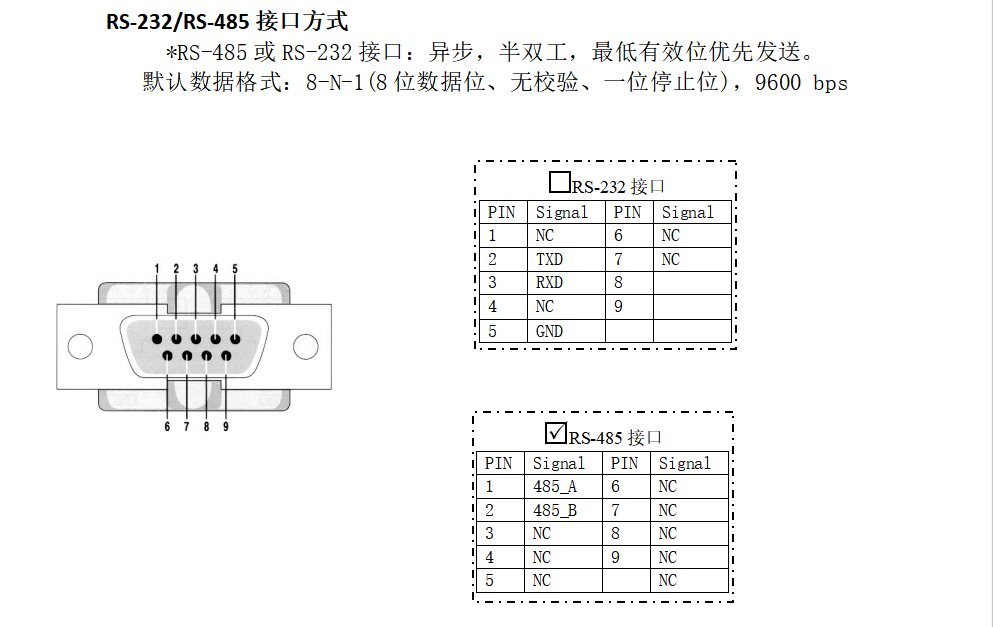 RS-232/RS-485 接口方式
*RS-485 或 RS-232 接口：异步，半双工，最低有效位优先发送。
默认数据格式：8-N-1(8 位数据位、无校验、一位停止位)，9600 bps
1 2 3 4 5
6 7 8 9
RS-232 接口
PIN Signal PIN Signal
1 NC 6 NC
2 TXD 7 NC
3 RXD 8
4 NC 9
5 GND
☑RS-485 接口
PIN Signal PIN Signal
1 485_A 6 NC
2 485_B 7 NC
3 NC 8 NC
4 NC 9 NC
5 NC NC